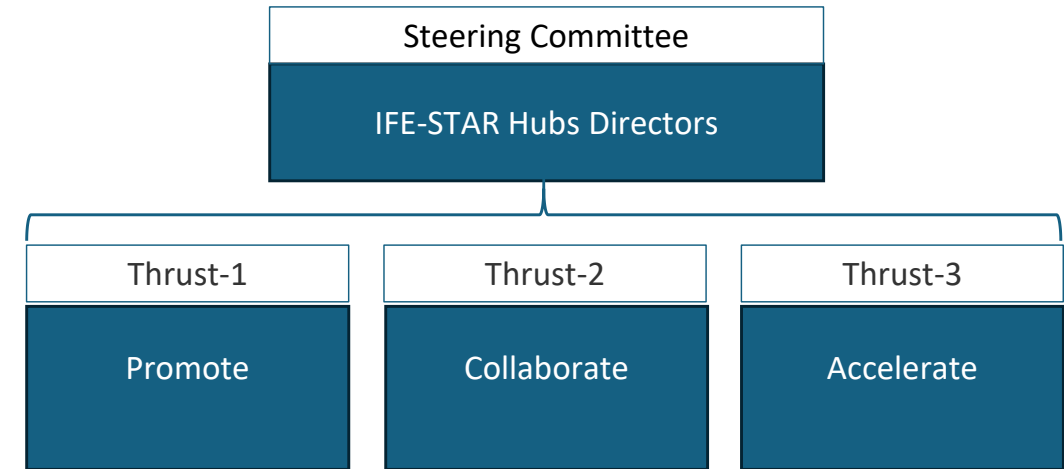 Steering Committee
IFE-STAR Hubs Directors
Thrust-1
Thrust-2
Thrust-3
Promote
Collaborate
Accelerate